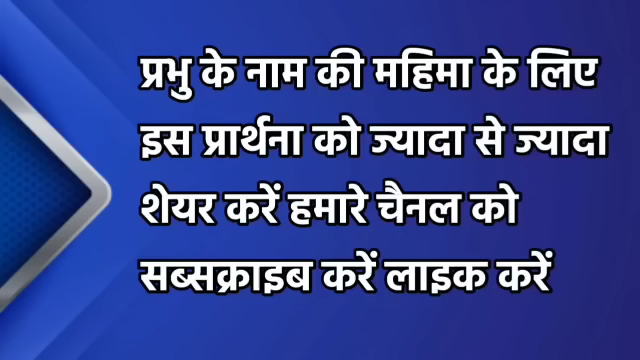 प्रभु के नाम की महिमा के लिए
इस प्रार्थना को ज्यादा से ज्यादा
शेयर करें हमारे चैनल को
सब्सक्राइब करें लाइक करें